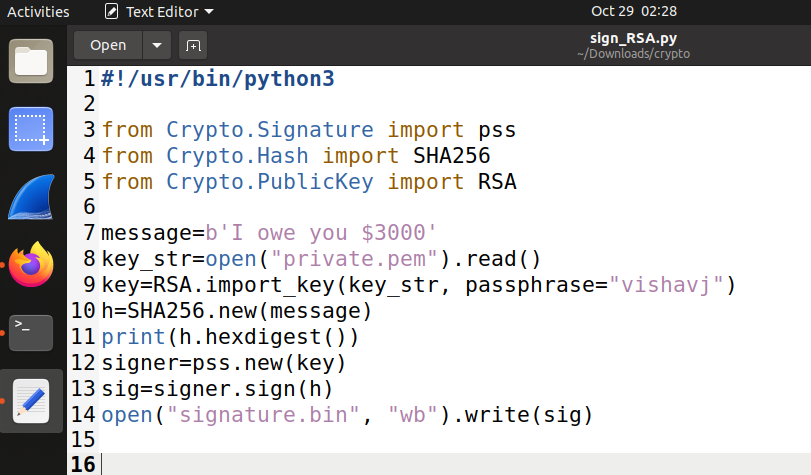 Activities
Text Editor
Oct 29 02:28
Open
sign_RSA.py
~/Downloads/crypto
1 #!/usr/bin/python3
2
3 from Crypto.Signature import pss
4 from Crypto.Hash import SHA256
5 from Crypto.PublicKey import RSA
6
7 message=b'I owe you $3000'
8 key_str=open("private.pem").read()
9 key=RSA.import_key(key_str, passphrase="vishavj")
10 h=SHA256.new(message)
11 print(h.hexdigest())
12 signer=pss.new(key)
13 sig=signer.sign(h)
14 open("signature.bin", "wb").write(sig)
15
16
>_